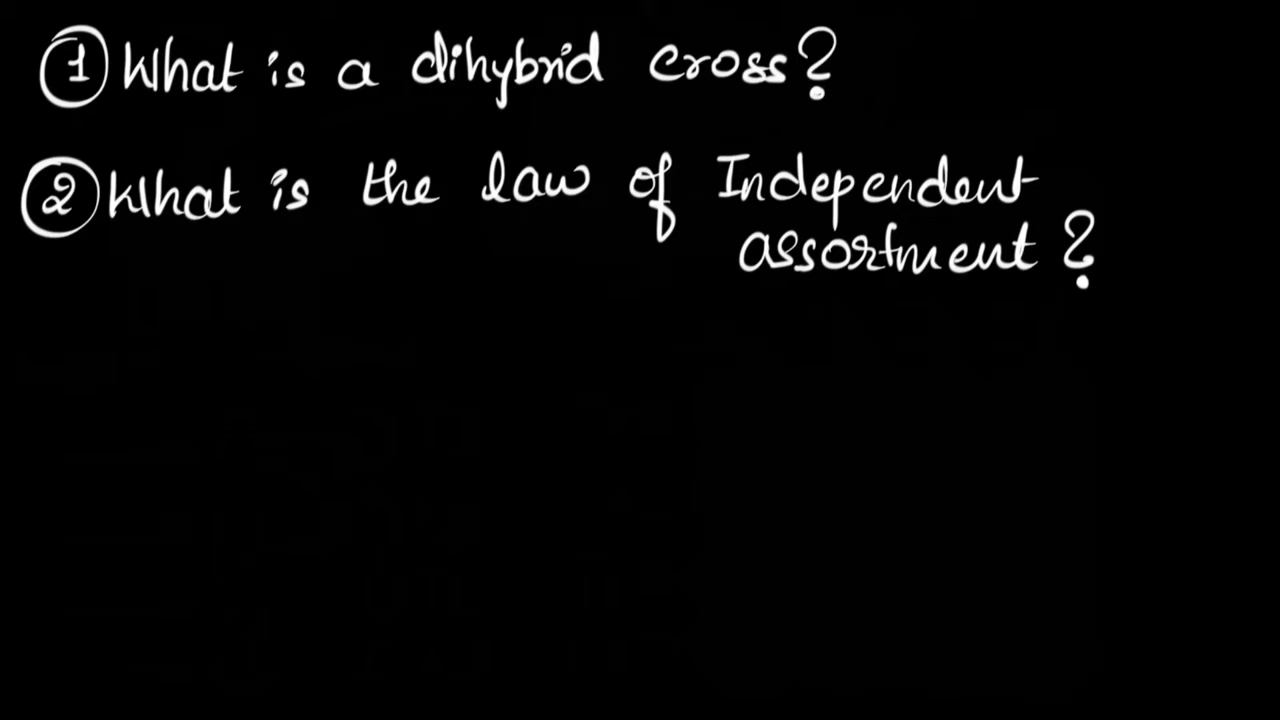 ① What is a dihybrid cross?
② What is the law of Independent
assortment?